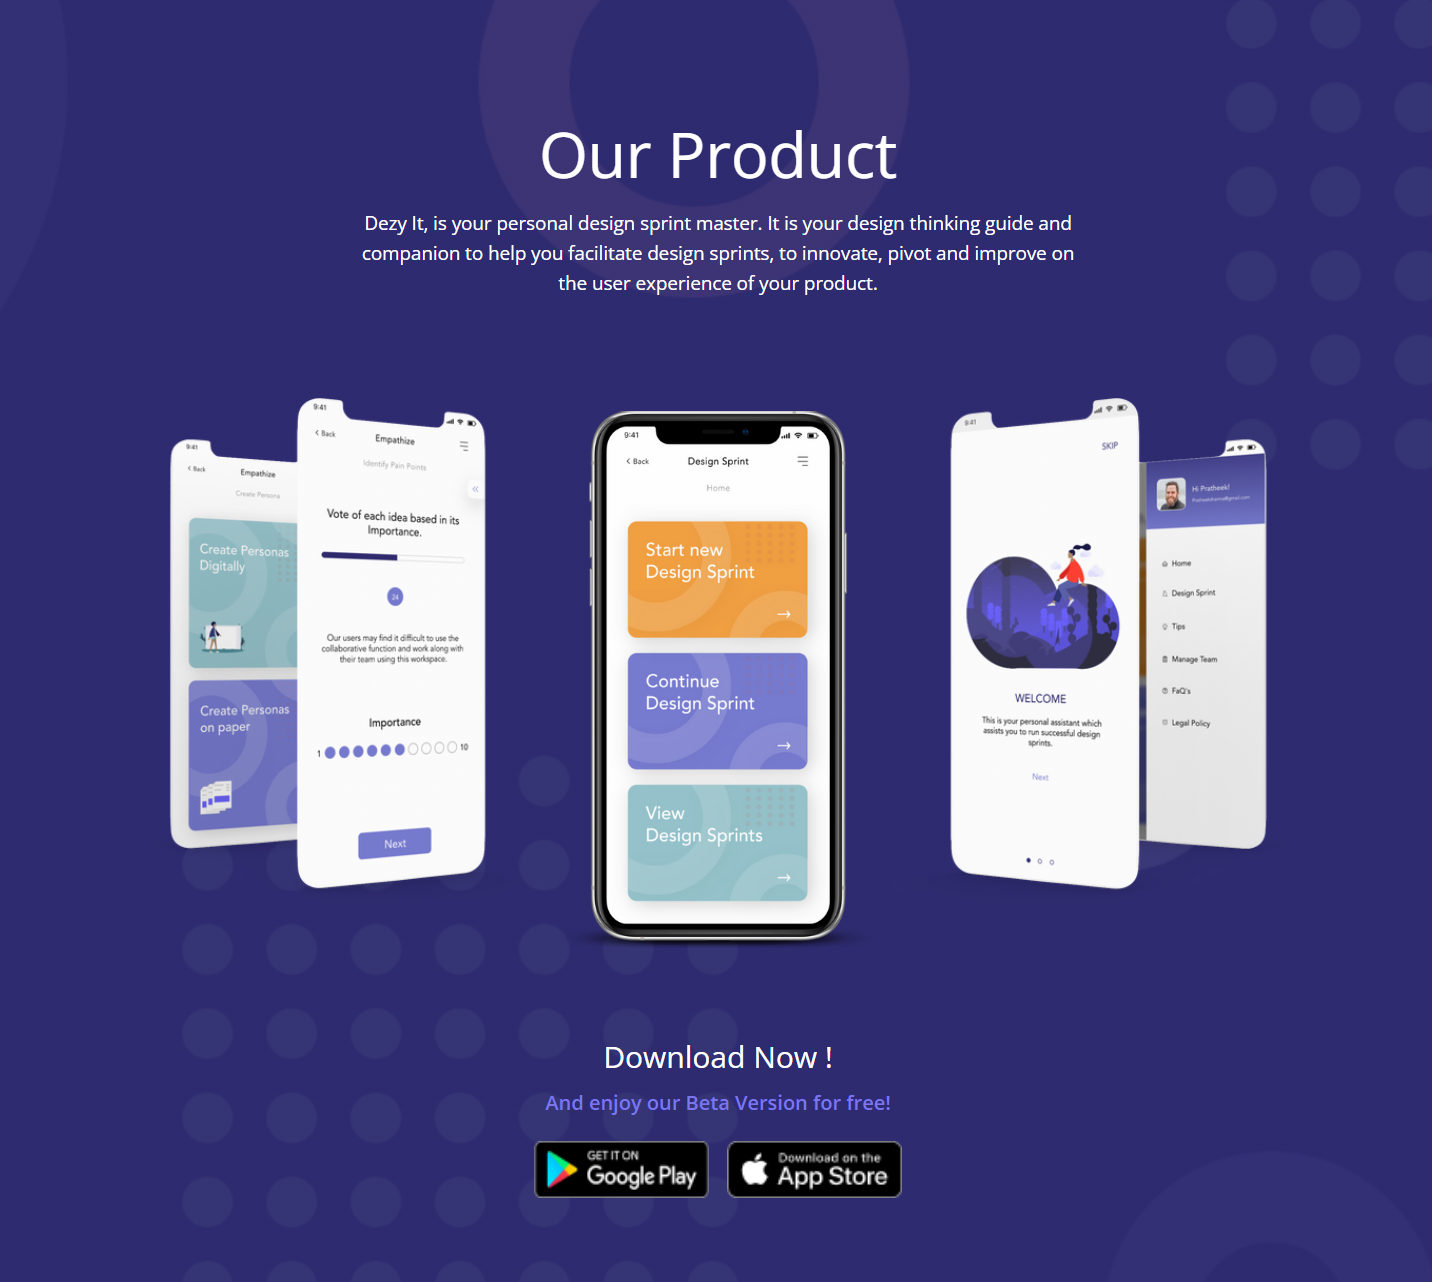 Our Product
Dezy It, is your personal design sprint master. It is your design thinking guide and
companion to help you facilitate design sprints, to innovate, pivot and improve on
the user experience of your product.
9:41
Back
Empathize
Create Persona
Create Personas
Digitally
Create Personas
on paper
9:41
Back
Empathize
Identify Pain Points
Vote of each idea based in its
Importance.
24
Our users may find it difficult to use the
collaborative function and work along with
their team using this workspace.
Importance
1 10
Next
9:41
Back
Design Sprint
Home
Start new
Design Sprint
Continue
Design Sprint
View
Design Sprints
9:41
SKIP
WELCOME
This is your personal assistant which
assists you to run successful design
sprints.
Next
Hi Pratheek!
Home
Design Sprint
Tips
Manage Team
FaQ's
Legal Policy
Download Now !
And enjoy our Beta Version for free!
GET IT ON
Google Play
Download on the
App Store